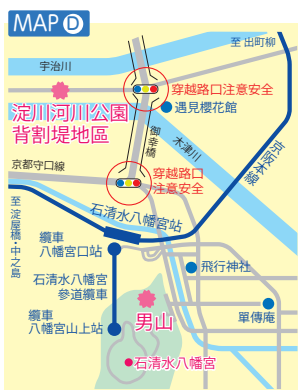 MAP D
至 出町柳
宇治川
穿越路口注意安全
遇見櫻花館
淀川河川公園
背割堤地區
御幸橋
木津川
京阪本線
京都守口線
穿越路口
注意安全
至 淀屋橋・中之島
石清水八幡宮站
纜車
八幡宮口站
飛行神社
石清水八幡宮
參道纜車
單傳庵
纜車
八幡宮山上站
男山
石清水八幡宮